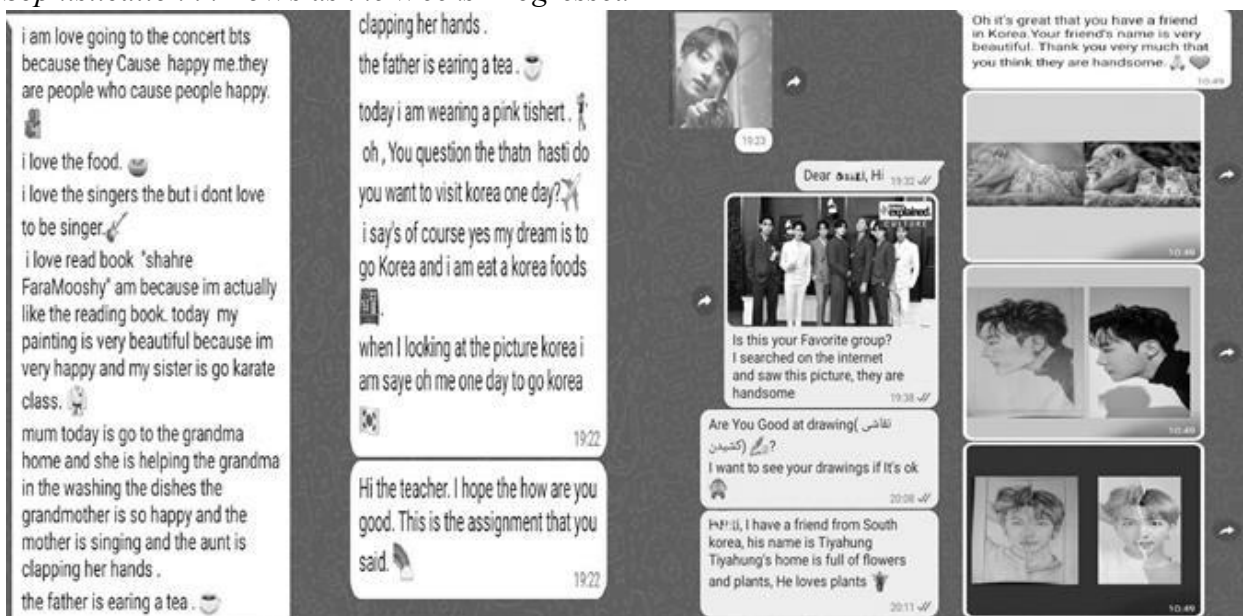 i am love going to the concert bts
because they Cause happy me.they
are people who cause people happy.
i love the food.
i love the singers the but i dont love
to be singer.
i love read book "shahre
FaraMooshy" am because im actually
like the reading book. today my
painting is very beautiful because im
very happy and my sister is go karate
class.
mum today is go to the grandma
home and she is helping the grandma
in the washing the dishes the
grandmother is so happy and the
mother is singing and the aunt is
clapping her hands .
the father is earing a tea .
clapping her hands .
the father is earing a tea .
today i am wearing a pink tishert .
oh , You question the thatn hasti do
you want to visit korea one day?
i say's of course yes my dream is to
go Korea and i am eat a korea foods
.
when I looking at the picture korea i
am saye oh me one day to go korea
19:22
Hi the teacher. I hope the how are you
good. This is the assignment that you
said.
19:22
19:23
Dear Hi
19:32
explained
CULTURE
Is this your Favorite group?
I searched on the internet
and saw this picture, they are
handsome
19:38
Are You Good at drawing( نقاشی
کشیدن) ?
I want to see your drawings if It's ok
20:08
I have a friend from South
korea, his name is Tiyahung
Tiyahung's home is full of flowers
and plants, He loves plants
20:11
Oh it's great that you have a friend
in Korea.Your friend's name is very
beautiful. Thank you very much that
you think they are handsome.
10:49
10:49
10:49
10:49